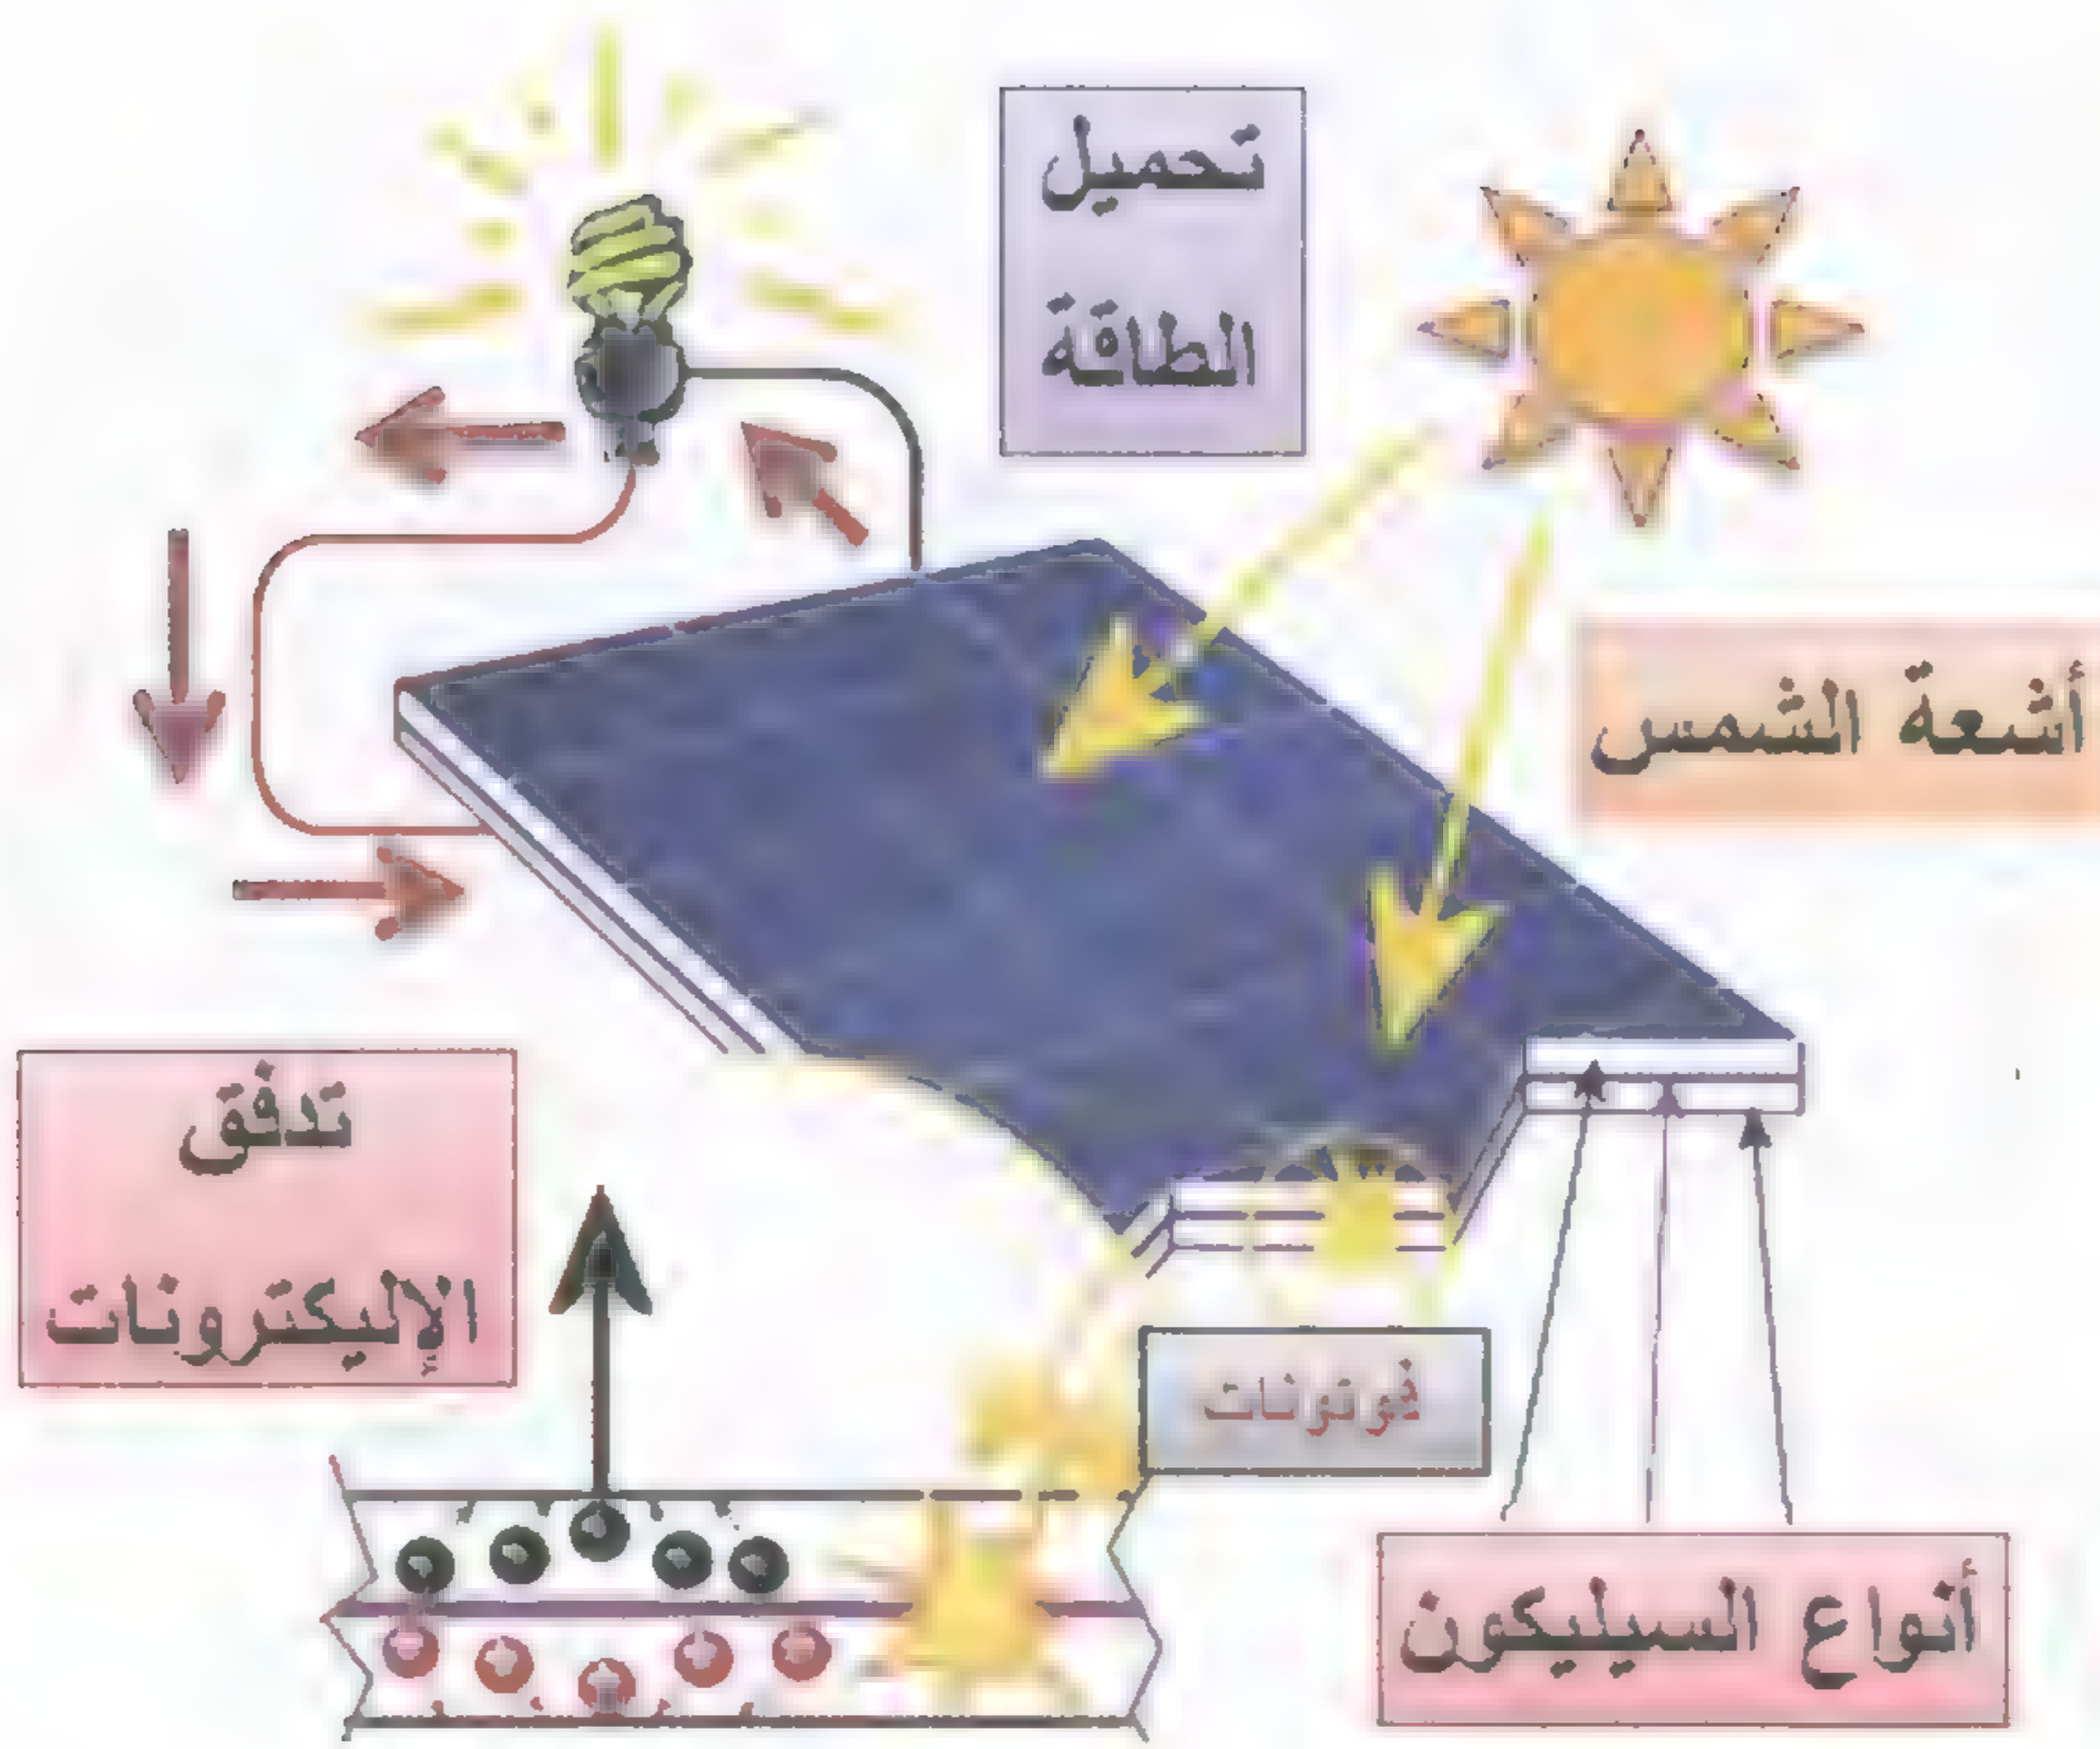 تحميل
الطاقة
أشعة الشمس
تدفق
الإليكترونات
فوتونات
أنواع السيليكون